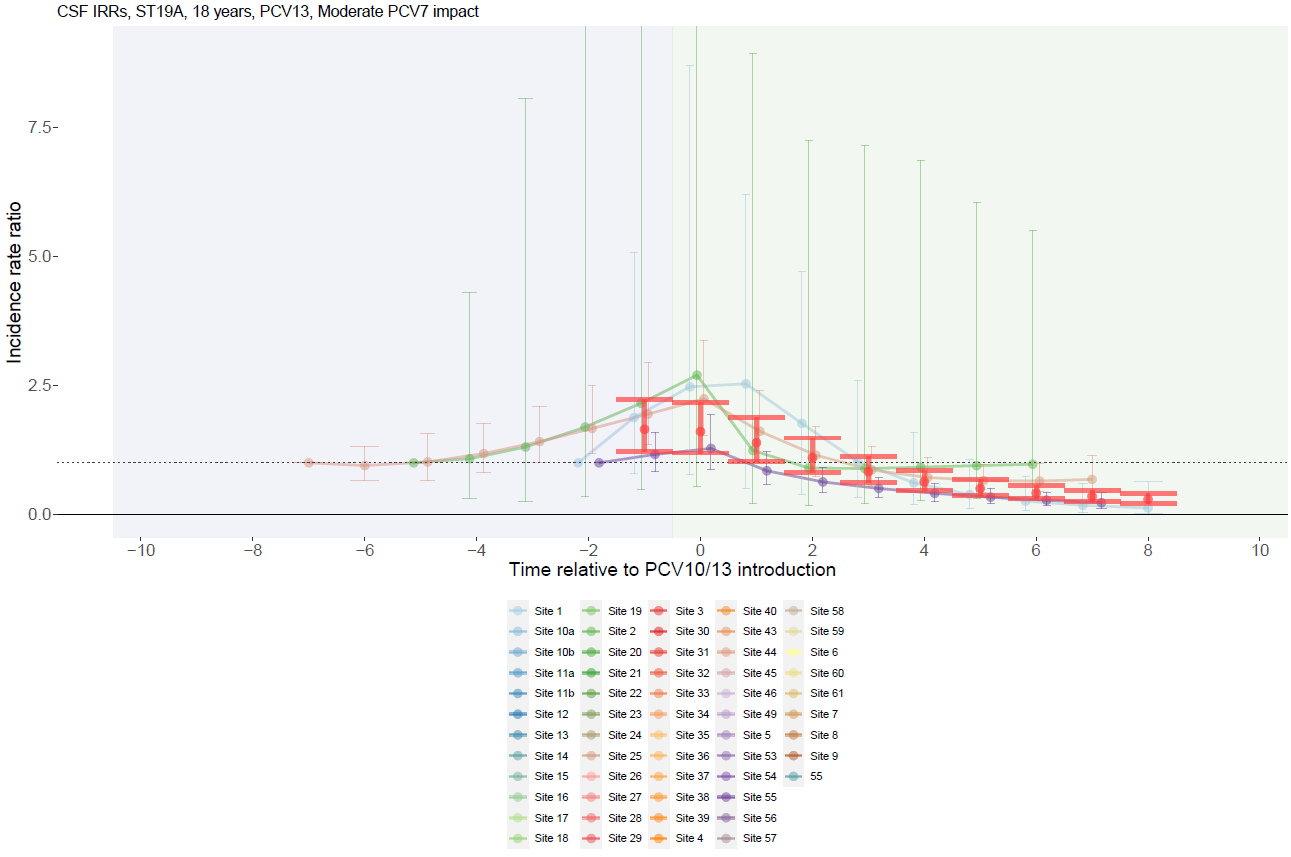 CSF IRRs, ST19A, 18 years, PCV13, Moderate PCV7 impact
Incidence rate ratio
7.5
5.0
2.5
0.0
−10 −8 −6 −4 −2 0 2 4 6 8 10
Time relative to PCV10/13 introduction
Site 1 Site 19 Site 3 Site 40 Site 58
Site 10a Site 2 Site 30 Site 43 Site 59
Site 10b Site 20 Site 31 Site 44 Site 6
Site 11a Site 21 Site 32 Site 45 Site 60
Site 11b Site 22 Site 33 Site 46 Site 61
Site 12 Site 23 Site 34 Site 49 Site 7
Site 13 Site 24 Site 35 Site 5 Site 8
Site 14 Site 25 Site 36 Site 53 Site 9
Site 15 Site 26 Site 37 Site 54 55
Site 16 Site 27 Site 38 Site 55
Site 17 Site 28 Site 39 Site 56
Site 18 Site 29 Site 4 Site 57